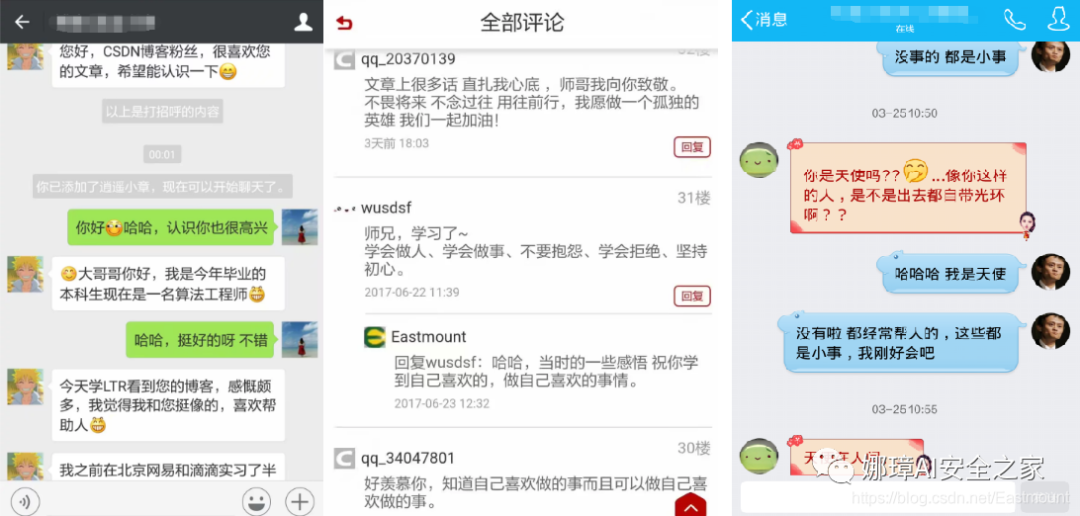 您好，CSDN博客粉丝，很喜欢您
的文章，希望能认识一下
以上是打招呼的内容
00:01
你已添加了逍遥小章，现在可以开始聊天了。
你好哈哈，认识你也很高兴
大哥哥你好，我是今年毕业的
本科生现在是一名算法工程师
哈哈，挺好的呀 不错
今天学LTR看到您的博客，感慨颇
多，我觉得我和您挺像的，喜欢帮
助人
我之前在北京网易和滴滴实习了半
全部评论
32楼
qq_20370139
文章上很多话 直扎我心底 ，师哥我向你致敬。
不畏将来 不念过往 用往前行，我愿做一个孤独的
英雄 我们一起加油！
3天前 18:03
回复
31楼
wusdsf
师兄，学习了~
学会做人、学会做事、不要抱怨、学会拒绝、坚持
初心。
2017-06-22 11:39
回复
Eastmount
回复wusdsf：哈哈，当时的一些感悟 祝你学
到自己喜欢的，做自己喜欢的事情。
2017-06-23 12:32
30楼
qq_34047801
好羡慕你，知道自己喜欢做的事而且可以做自己喜
欢做的事。
消息
在线
没事的 都是小事
03-25 10:50
你是天使吗？？...像你这样
的人，是不是出去都自带光环
啊？？
哈哈哈 我是天使
没有啦 都经常帮人的，这些都
是小事，我刚好会吧
03-25 10:55
娜璋AI安全之家
https://blog.csdn.net/Eastmount